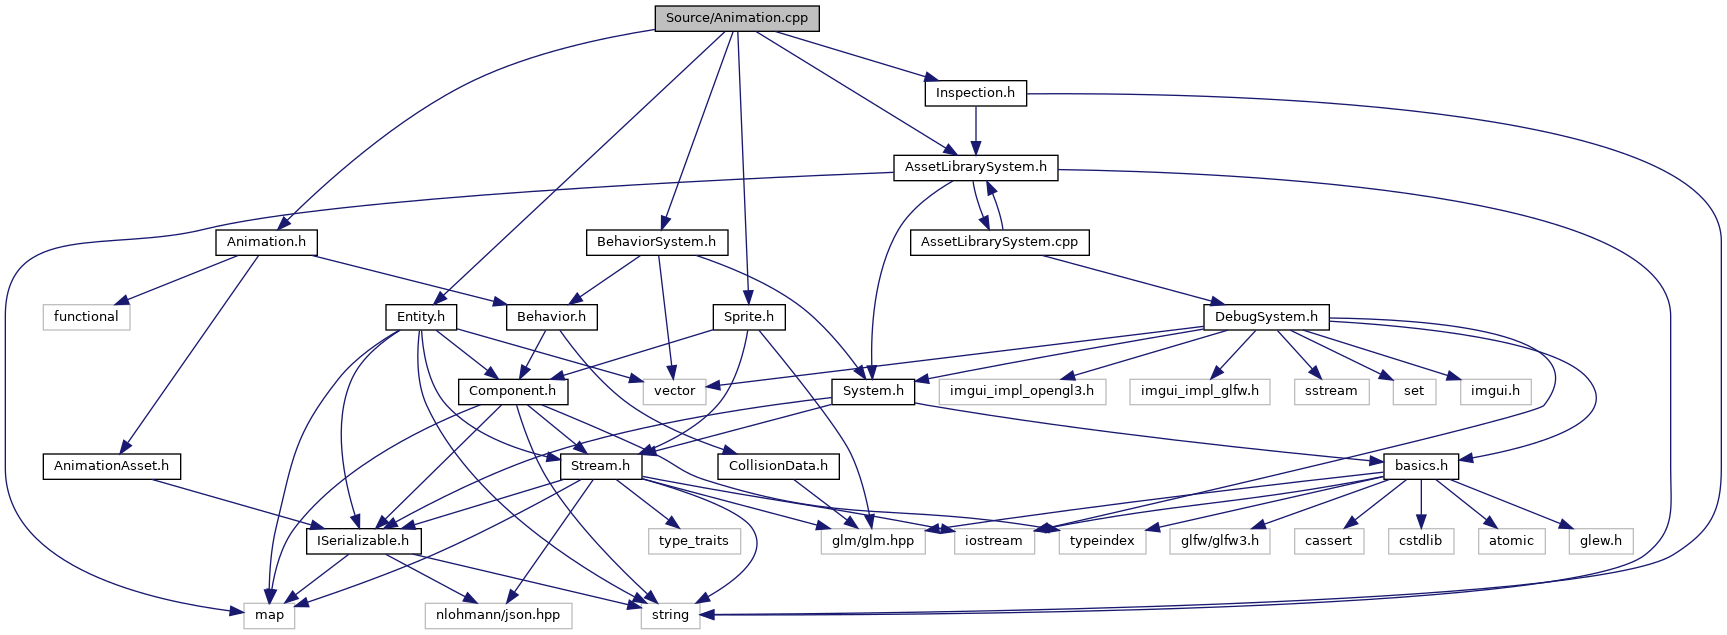 Source/Animation.cpp
Inspection.h
AssetLibrarySystem.h
Animation.h
BehaviorSystem.h
AssetLibrarySystem.cpp
functional
Entity.h
Behavior.h
Sprite.h
DebugSystem.h
Component.h
vector
System.h
imgui_impl_opengl3.h
imgui_impl_glfw.h
sstream
set
imgui.h
AnimationAsset.h
Stream.h
CollisionData.h
basics.h
ISerializable.h
type_traits
glm/glm.hpp
iostream
typeindex
glfw/glfw3.h
cassert
cstdlib
atomic
glew.h
map
nlohmann/json.hpp
string